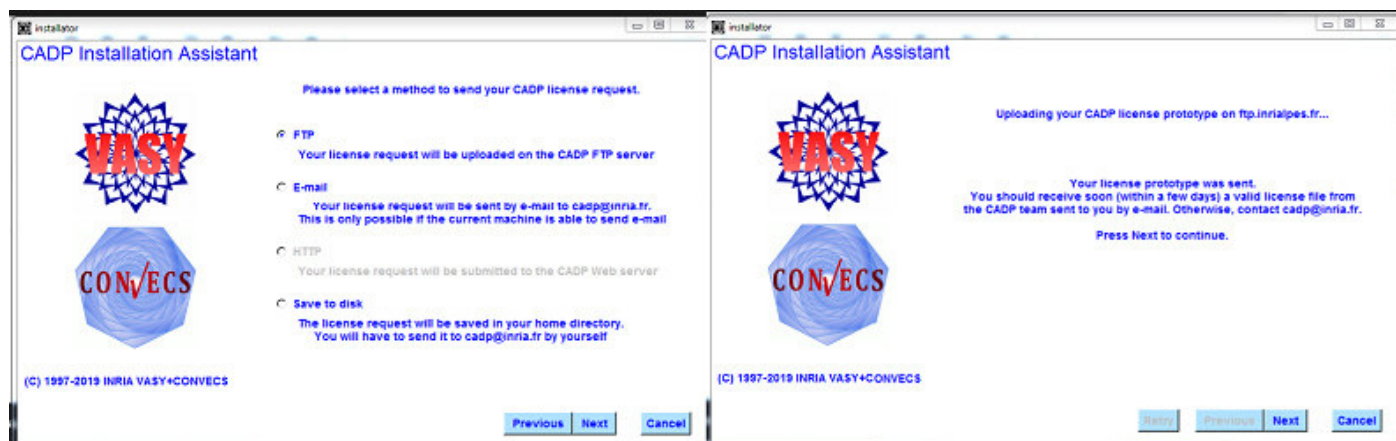 installator
CADP Installation Assistant
Please select a method to send your CADP license request.
VASY
FTP
Your license request will be uploaded on the CADP FTP server
E-mail
Your license request will be sent by e-mail to cadp@inria.fr.
This is only possible if the current machine is able to send e-mail
HTTP
Your license request will be submitted to the CADP Web server
CONVECS
Save to disk
The license request will be saved in your home directory.
You will have to send it to cadp@inria.fr by yourself
(C) 1997-2019 INRIA VASY+CONVECS
Previous Next Cancel
installator
CADP Installation Assistant
Uploading your CADP license prototype on ftp.inrialpes.fr...
VASY
Your license prototype was sent.
You should receive soon (within a few days) a valid license file from
the CADP team sent to you by e-mail. Otherwise, contact cadp@inria.fr.
Press Next to continue.
CONVECS
(C) 1997-2019 INRIA VASY+CONVECS
Retry Previous Next Cancel